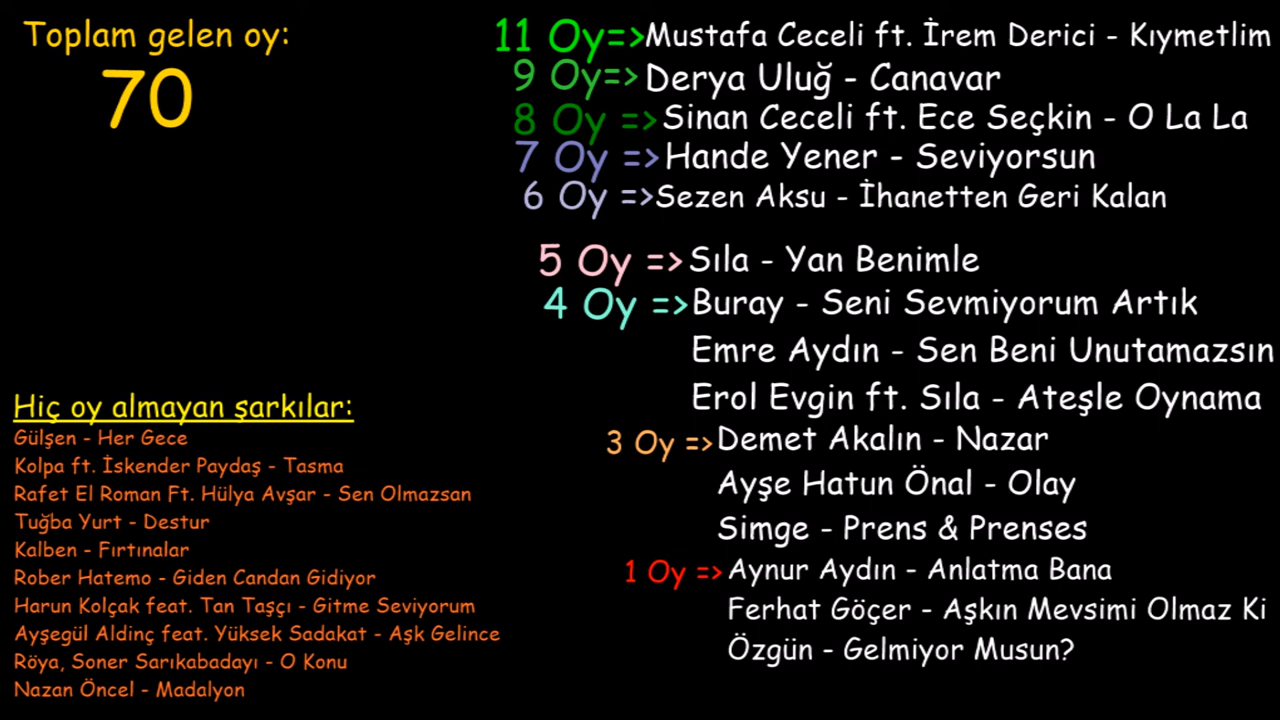 Toplam gelen oy:
70
11 Oy=>Mustafa Ceceli ft. İrem Derici - Kıymetlim
9 Oy=> Derya Uluğ - Canavar
8 Oy =>Sinan Ceceli ft. Ece Seçkin - O La La
7 Oy =>Hande Yener - Seviyorsun
6 Oy =>Sezen Aksu - İhanetten Geri Kalan
5 Oy =>Sıla - Yan Benimle
4 Oy =>Buray - Seni Sevmiyorum Artık
Emre Aydın - Sen Beni Unutamazsın
Erol Evgin ft. Sıla - Ateşle Oynama
3 Oy =>Demet Akalın - Nazar
Ayşe Hatun Önal - Olay
Simge - Prens & Prenses
1 Oy =>Aynur Aydın - Anlatma Bana
Ferhat Göçer - Aşkın Mevsimi Olmaz Ki
Özgün - Gelmiyor Musun?
Hiç oy almayan şarkılar:
Gülşen - Her Gece
Kolpa ft. İskender Paydaş - Tasma
Rafet El Roman Ft. Hülya Avşar - Sen Olmazsan
Tuğba Yurt - Destur
Kalben - Fırtınalar
Rober Hatemo - Giden Candan Gidiyor
Harun Kolçak feat. Tan Taşçı - Gitme Seviyorum
Ayşegül Aldinç feat. Yüksek Sadakat - Aşk Gelince
Röya, Soner Sarıkabadayı - O Konu
Nazan Öncel - Madalyon